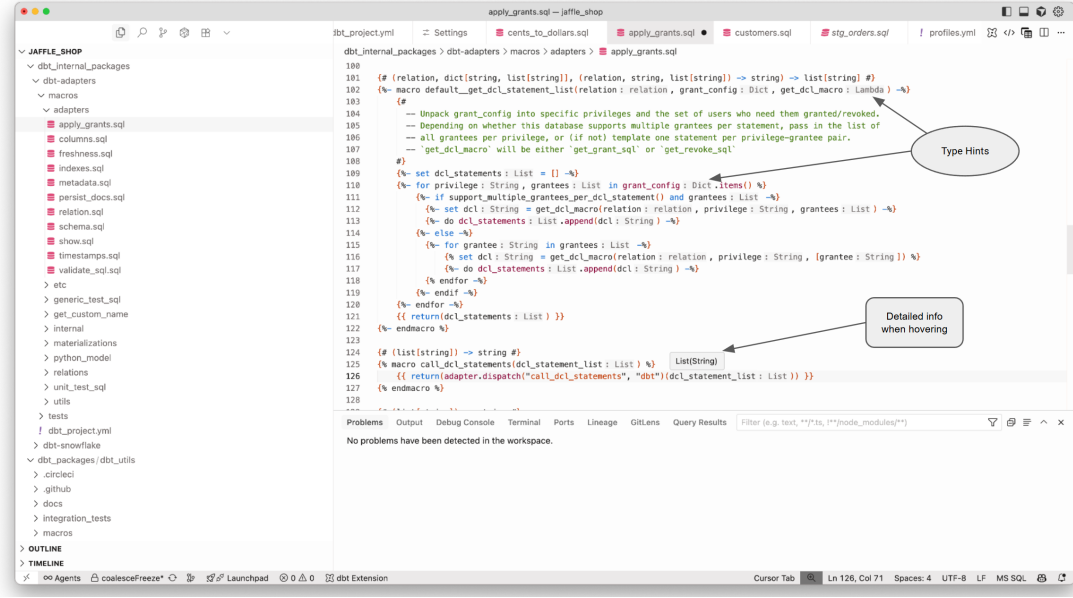 apply_grants.sql — jaffle_shop
dbt_project.yml Settings cents_to_dollars.sql apply_grants.sql customers.sql stg_orders.sql ! profiles.yml
JAFFLE_SHOP
dbt_internal_packages
dbt-adapters
macros
adapters
apply_grants.sql
columns.sql
freshness.sql
indexes.sql
metadata.sql
persist_docs.sql
relation.sql
schema.sql
show.sql
timestamps.sql
validate_sql.sql
etc
generic_test_sql
get_custom_name
internal
materializations
python_model
relations
unit_test_sql
utils
tests
! dbt_project.yml
dbt-snowflake
dbt_packages/dbt_utils
.circleci
.github
docs
integration_tests
macros
OUTLINE
TIMELINE
dbt_internal_packages > dbt-adapters > macros > adapters > apply_grants.sql
100
101 {# (relation, dict[string, list[string]], (relation, string, list[string]) -> string) -> list[string] #}
102 {%- macro default__get_dcl_statement_list(relation: relation, grant_config: Dict, get_dcl_macro: Lambda) -%}
103 {#
104 -- Unpack grant_config into specific privileges and the set of users who need them granted/revoked.
105 -- Depending on whether this database supports multiple grantees per statement, pass in the list of
106 -- all grantees per privilege, or (if not) template one statement per privilege-grantee pair.
107 -- `get_dcl_macro` will be either `get_grant_sql` or `get_revoke_sql`
108 #}
109 {%- set dcl_statements: List = [] -%}
110 {%- for privilege: String, grantees: List in grant_config: Dict.items() %}
111 {%- if support_multiple_grantees_per_dcl_statement() and grantees: List -%}
112 {%- set dcl: String = get_dcl_macro(relation: relation, privilege: String, grantees: List) -%}
113 {%- do dcl_statements: List.append(dcl: String) -%}
114 {%- else -%}
115 {%- for grantee: String in grantees: List -%}
116 {% set dcl: String = get_dcl_macro(relation: relation, privilege: String, [grantee: String]) %}
117 {%- do dcl_statements: List.append(dcl: String) -%}
118 {% endfor -%}
119 {%- endif -%}
120 {%- endfor -%}
121 {{ return(dcl_statements: List) }}
122 {%- endmacro %}
123
124 {# (list[string]) -> string #}
125 {% macro call_dcl_statements(dcl_statement_list: List) %}
126 {{ return(adapter.dispatch("call_dcl_statements", "dbt")(dcl_statement_list: List)) }}
127 {% endmacro %}
128
Type Hints
Detailed info
when hovering
List(String)
Problems Output Debug Console Terminal Ports Lineage GitLens Query Results Filter (e.g. text, **/*.ts, !**/node_modules/**)
No problems have been detected in the workspace.
Agents coalesceFreeze* Launchpad 0 0 dbt Extension Cursor Tab Ln 126, Col 71 Spaces: 4 UTF-8 LF MS SQL